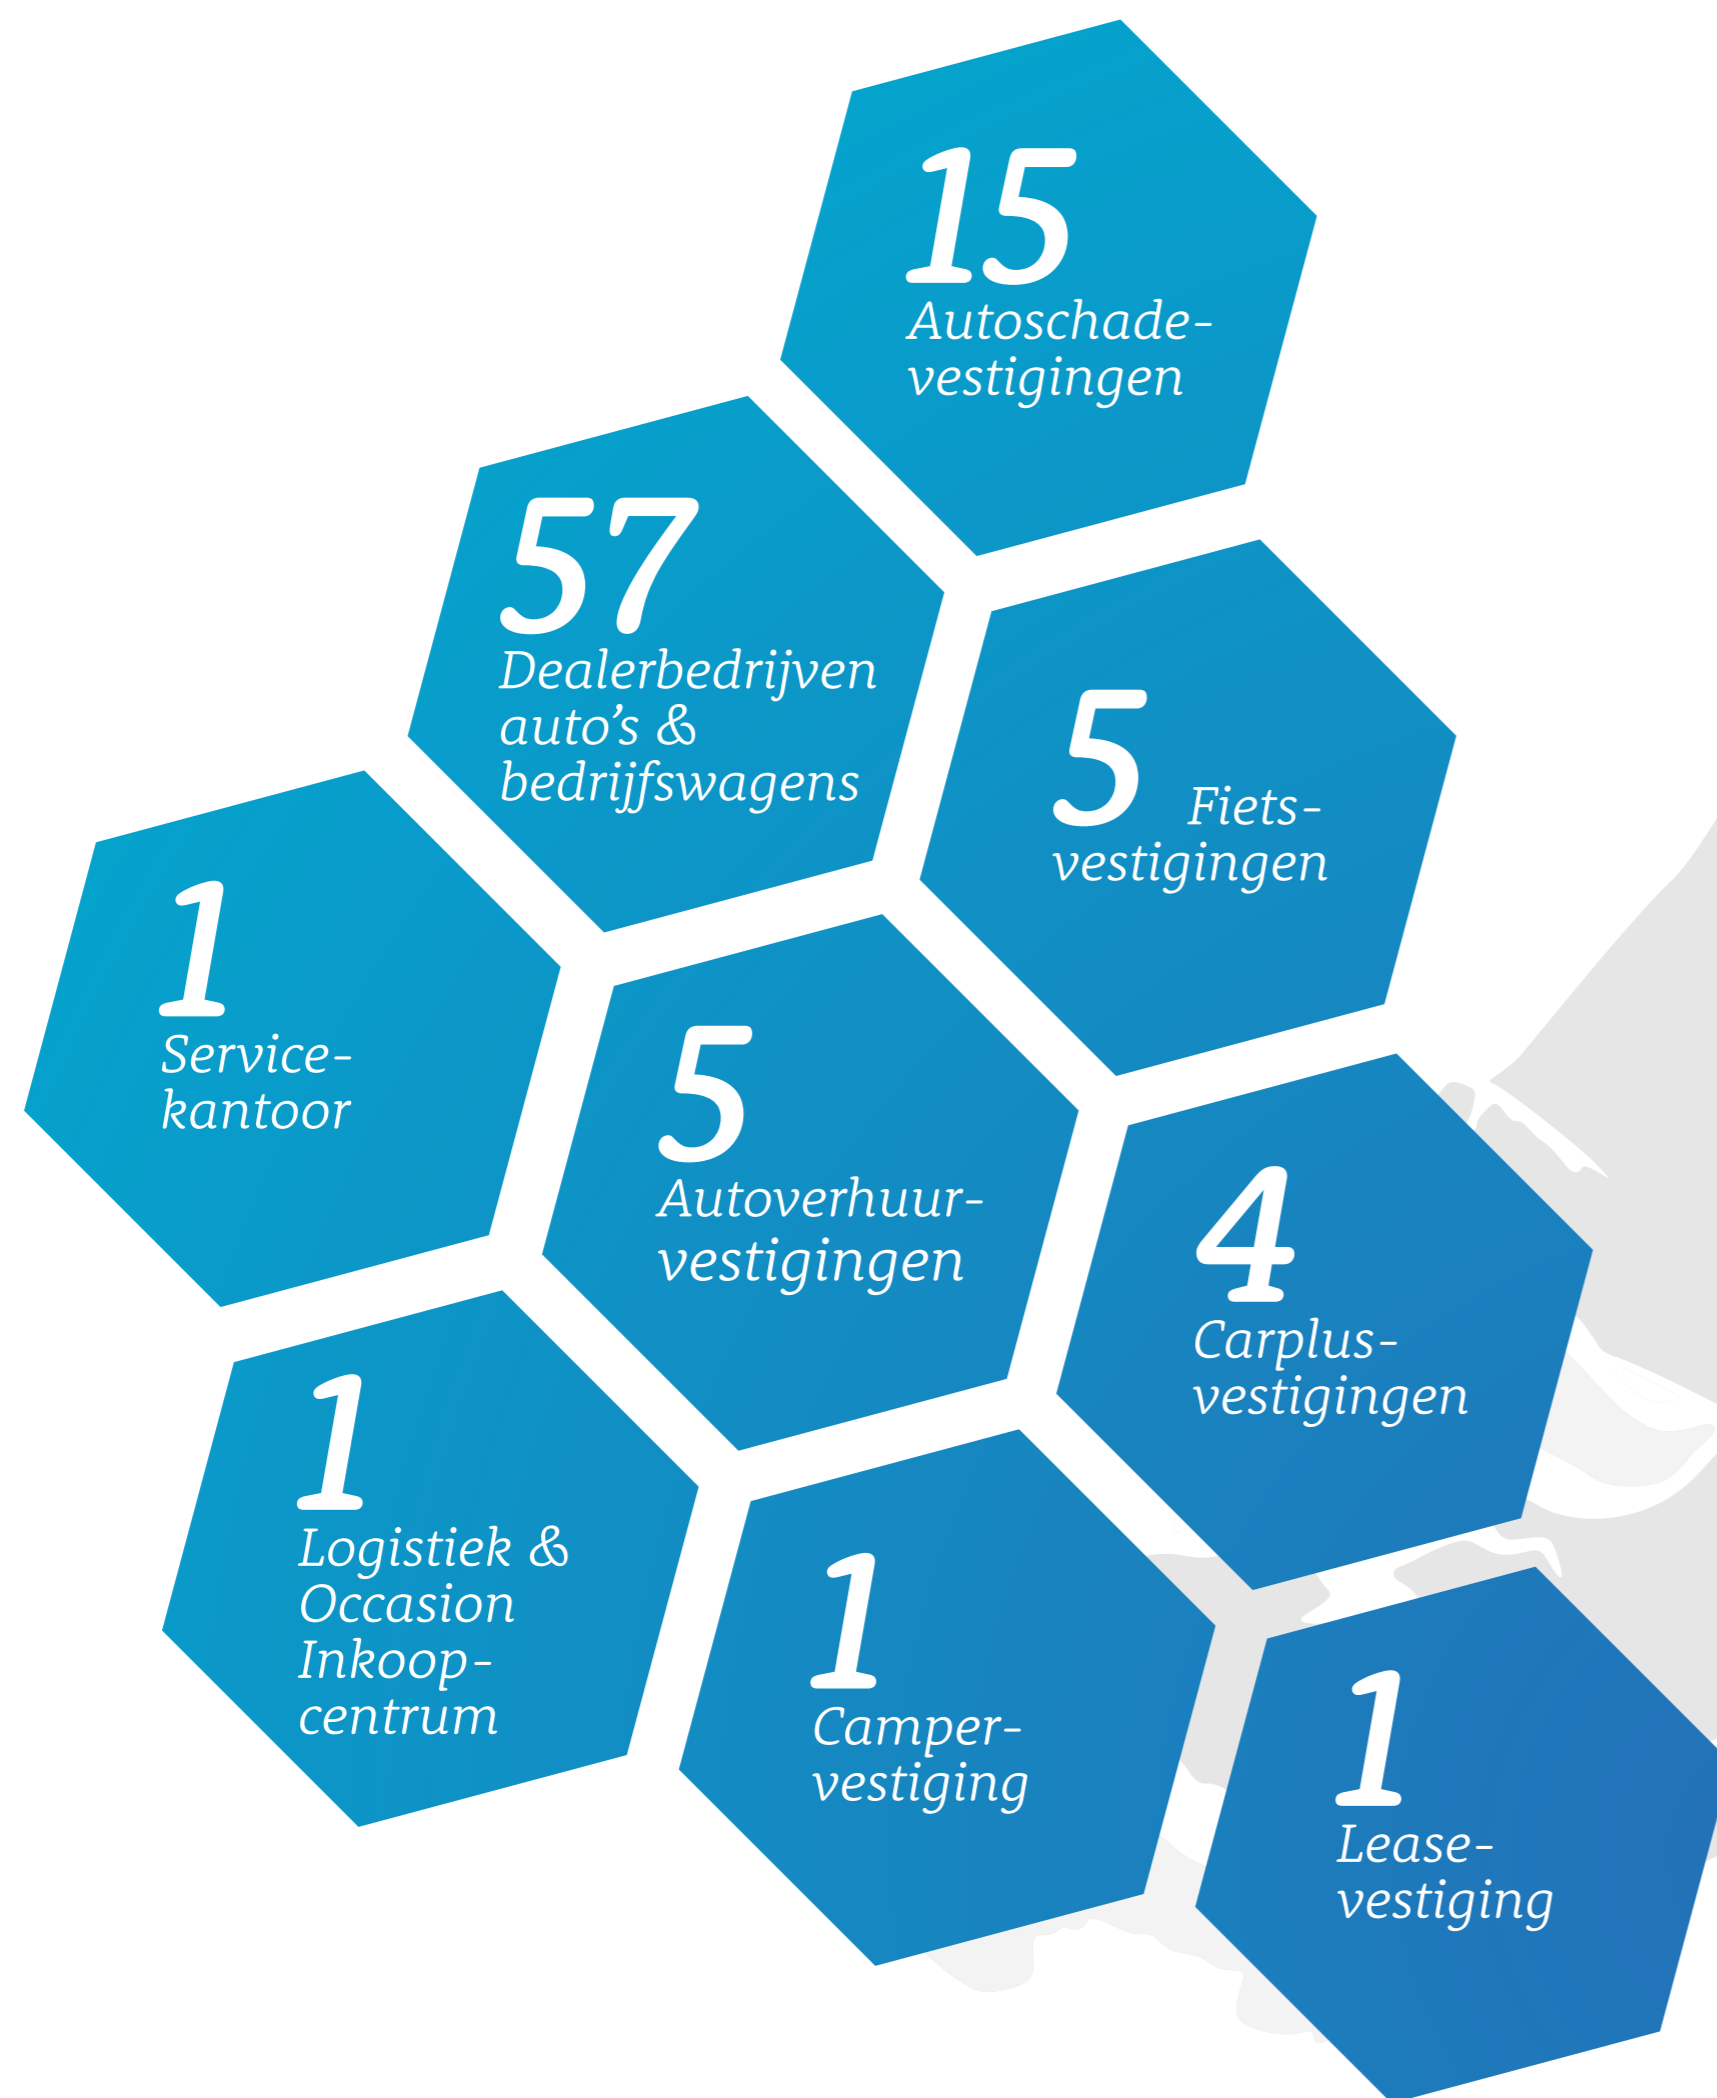 15
Autoschade-
vestigingen
57
Dealerbedrijven
auto’s &
bedrijfswagens
5 Fiets-
vestigingen
1
Service-
kantoor
5
Autoverhuur-
vestigingen
4
Carplus-
vestigingen
1
Logistiek &
Occasion
Inkoop-
centrum
1
Camper-
vestiging
1
Lease-
vestiging